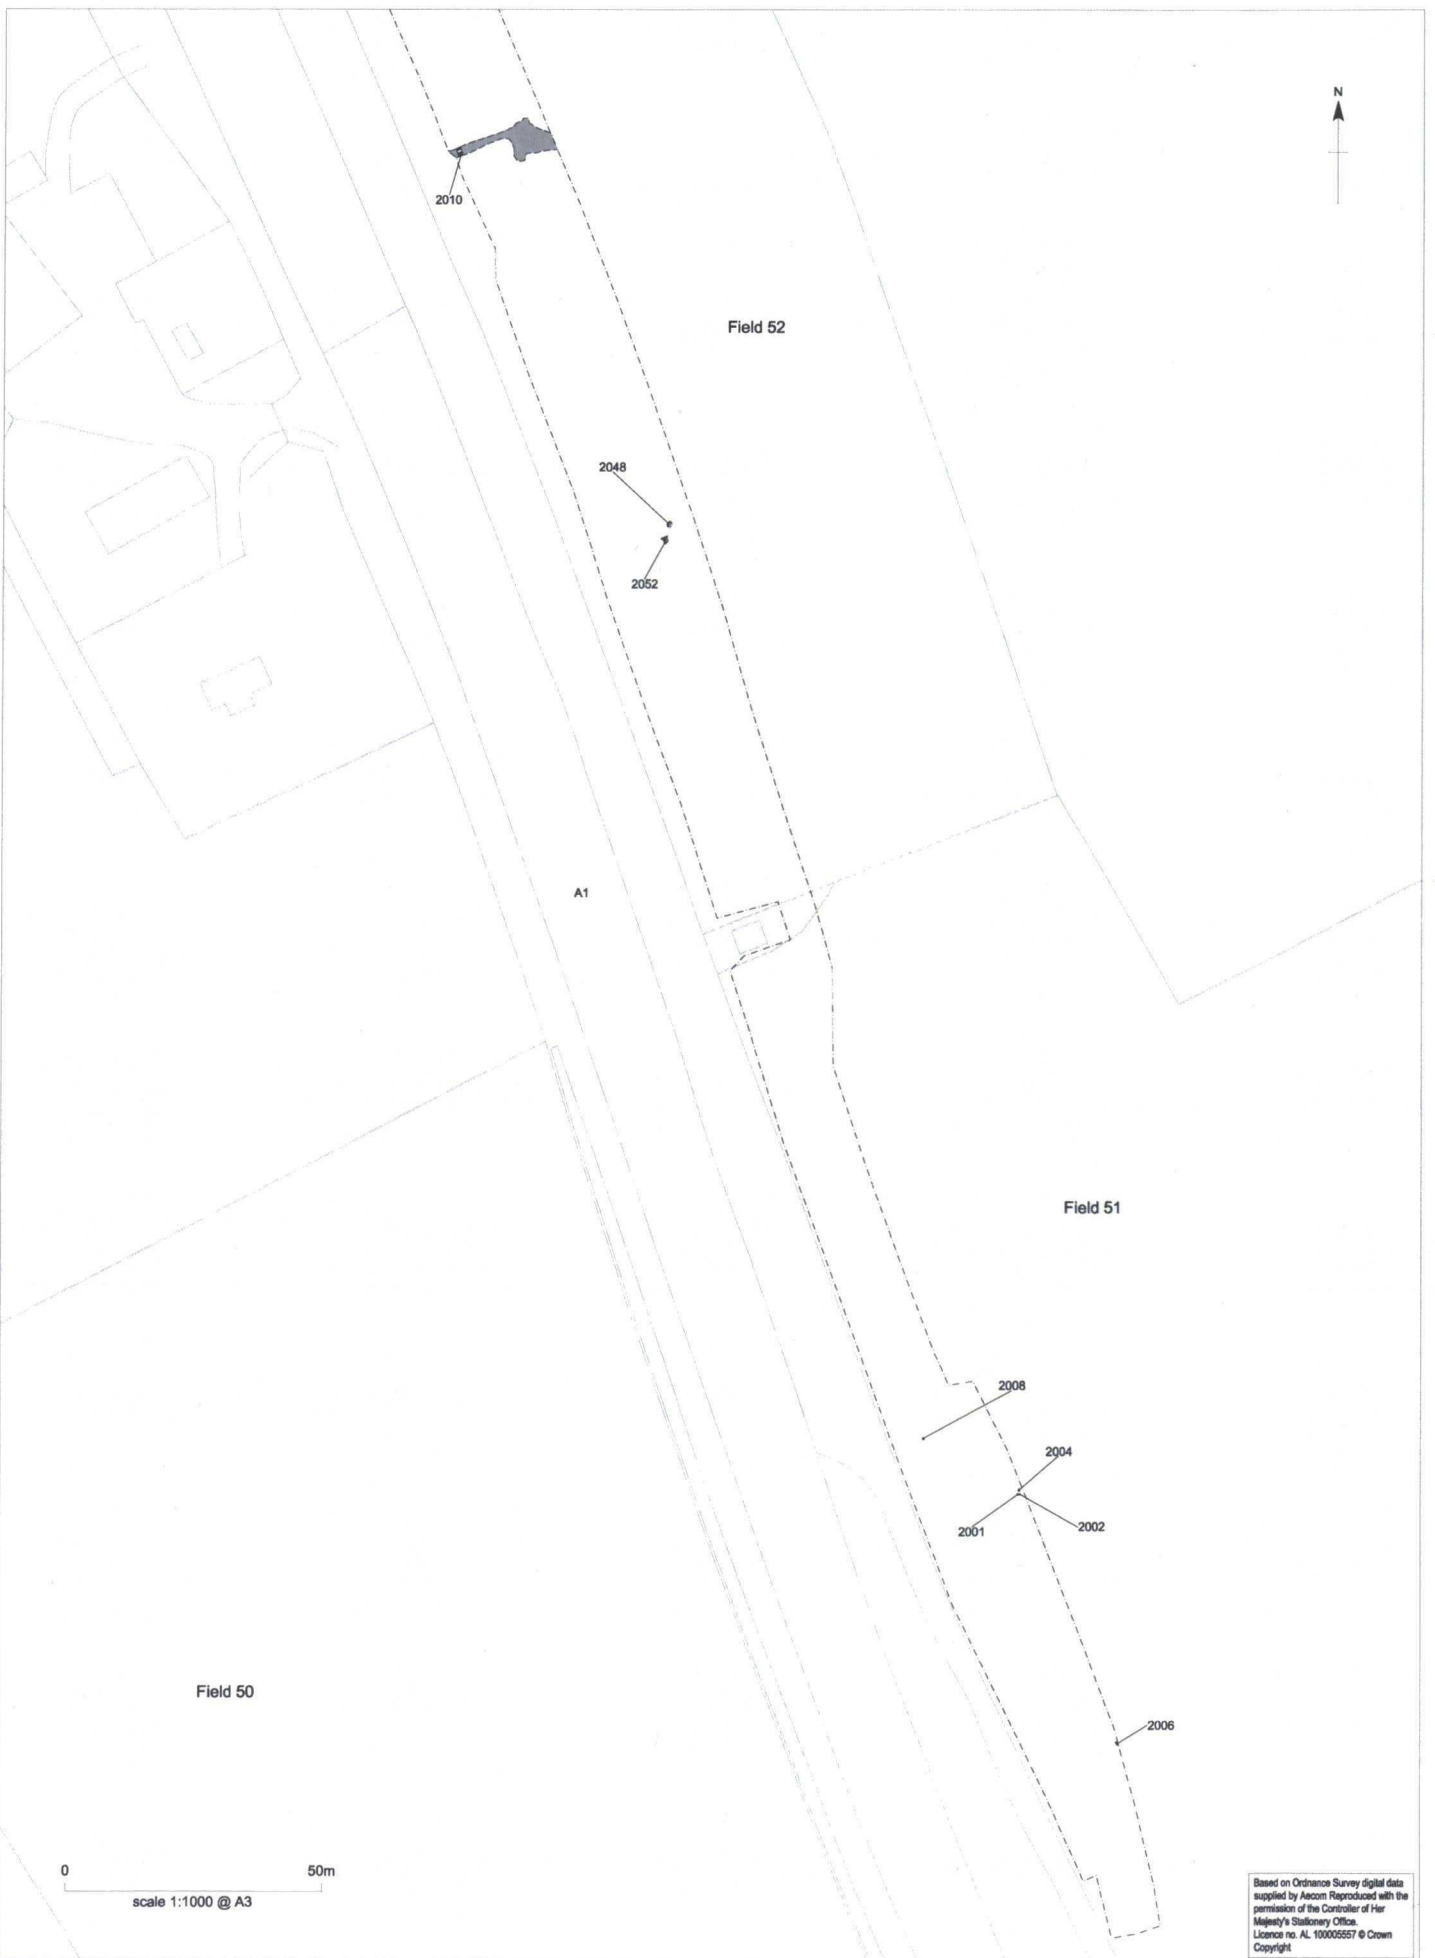 N
2010
Field 52
2048
2052
A1
Field 51
2008
2004
2001
2002
Field 50
2006
0 50m
scale 1:1000 @ A3
Based on Ordnance Survey digital data
supplied by Aecom Reproduced with the
permission of the Controller of Her
Majesty's Stationery Office.
Licence no. AL 100005557 © Crown
Copyright